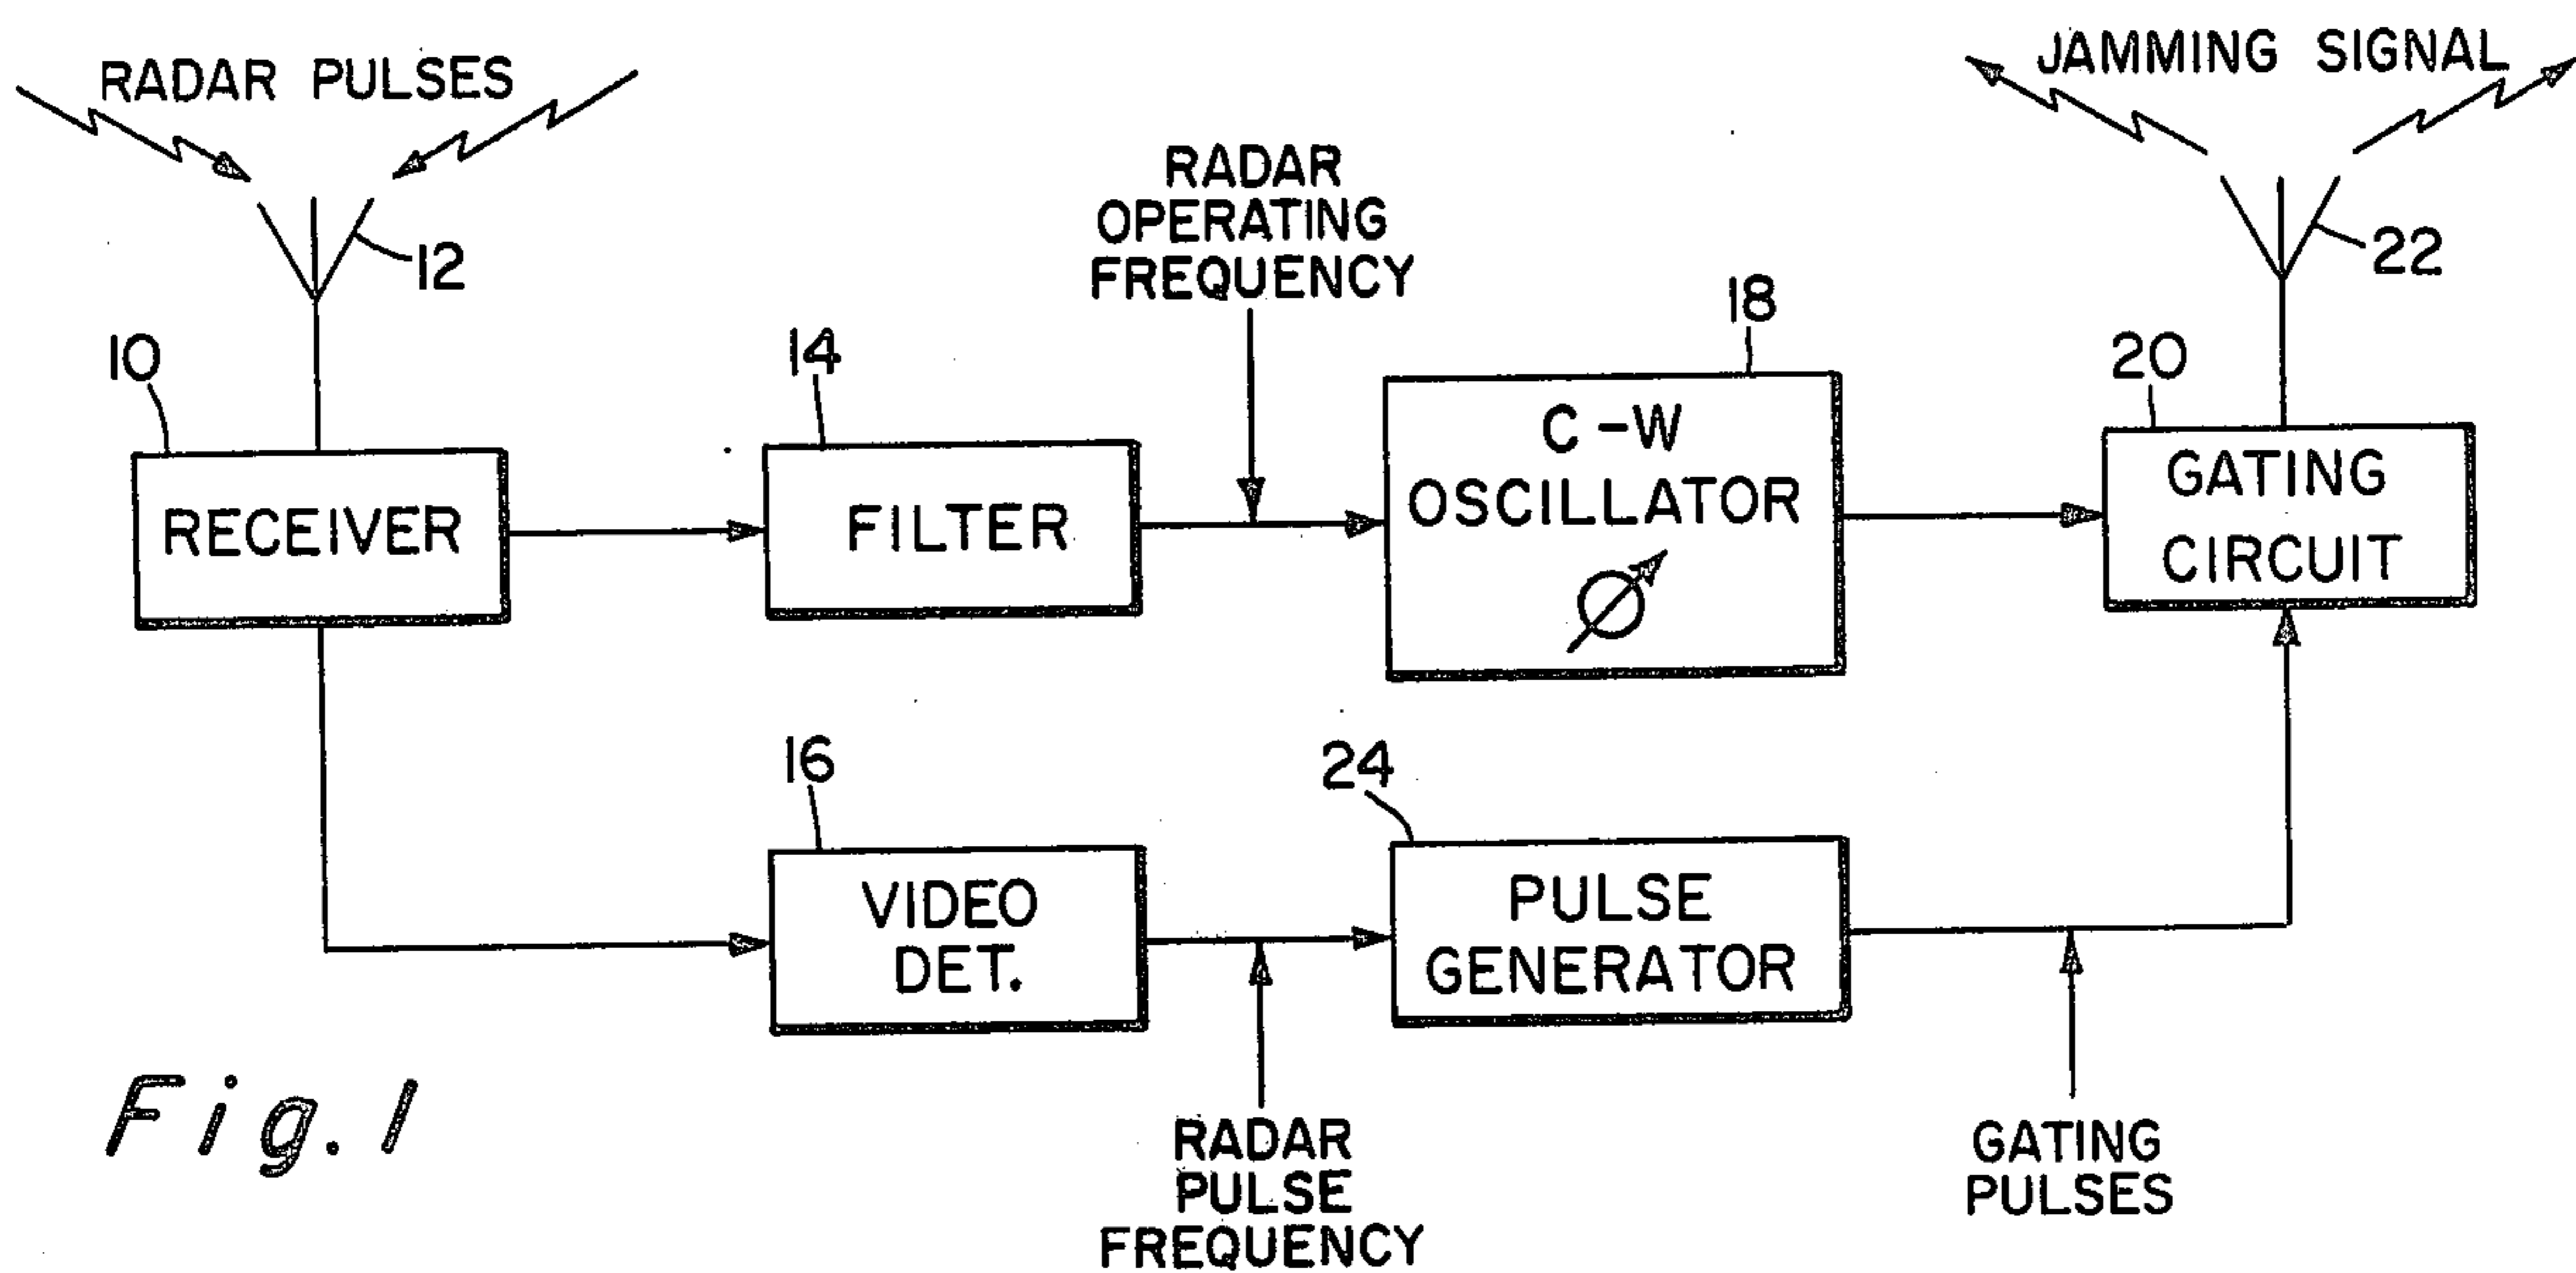 RADAR PULSES
JAMMING SIGNAL
12
RADAR
OPERATING
FREQUENCY
22
10
14
18
20
RECEIVER
FILTER
C-W
OSCILLATOR
GATING
CIRCUIT
16
24
VIDEO
DET.
PULSE
GENERATOR
Fig. 1
RADAR
PULSE
FREQUENCY
GATING
PULSES